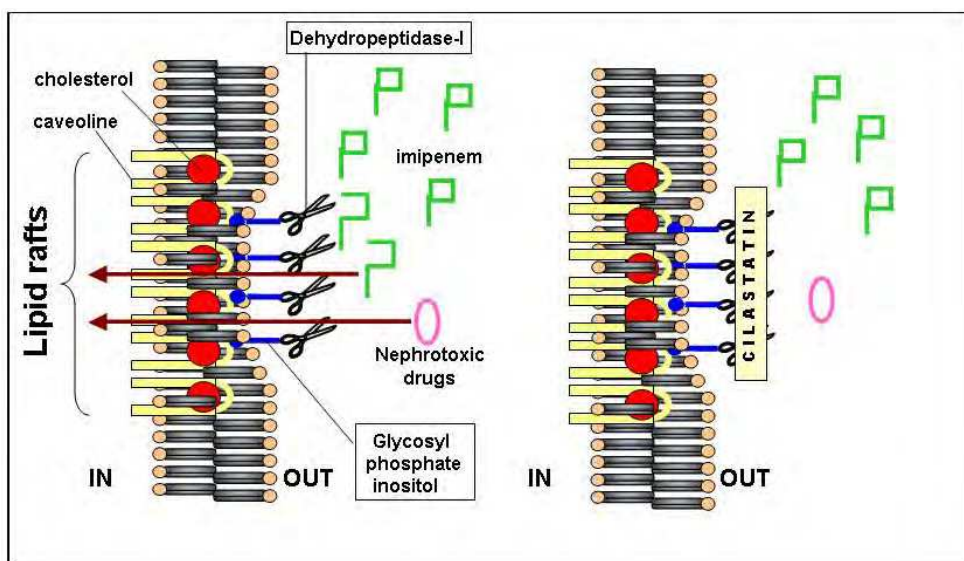 Dehydropeptidase-I
cholesterol
caveoline
imipenem
Lipid rafts
Nephrotoxic
drugs
Glycosyl
phosphate
inositol
IN
OUT
CILASTATIN
IN
OUT